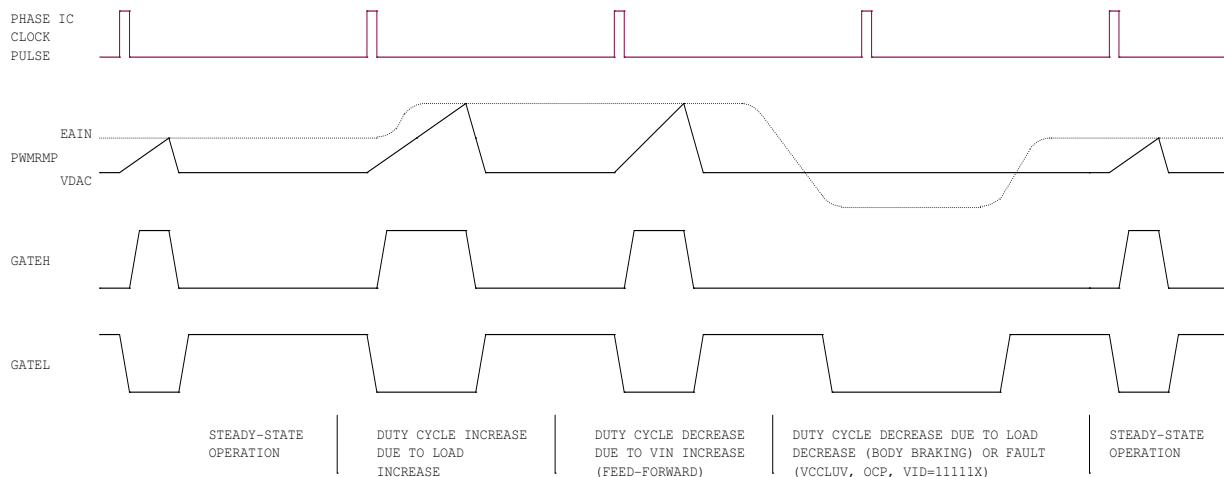 PHASE IC
CLOCK
PULSE
EAIN
PWMRMP
VDAC
GATEH
GATEL
STEADY-STATE
OPERATION
DUTY CYCLE INCREASE
DUE TO LOAD
INCREASE
DUTY CYCLE DECREASE
DUE TO VIN INCREASE
(FEED-FORWARD)
DUTY CYCLE DECREASE DUE TO LOAD
DECREASE (BODY BRAKING) OR FAULT
(VCCLUV, OCP, VID=11111X)
STEADY-STATE
OPERATION